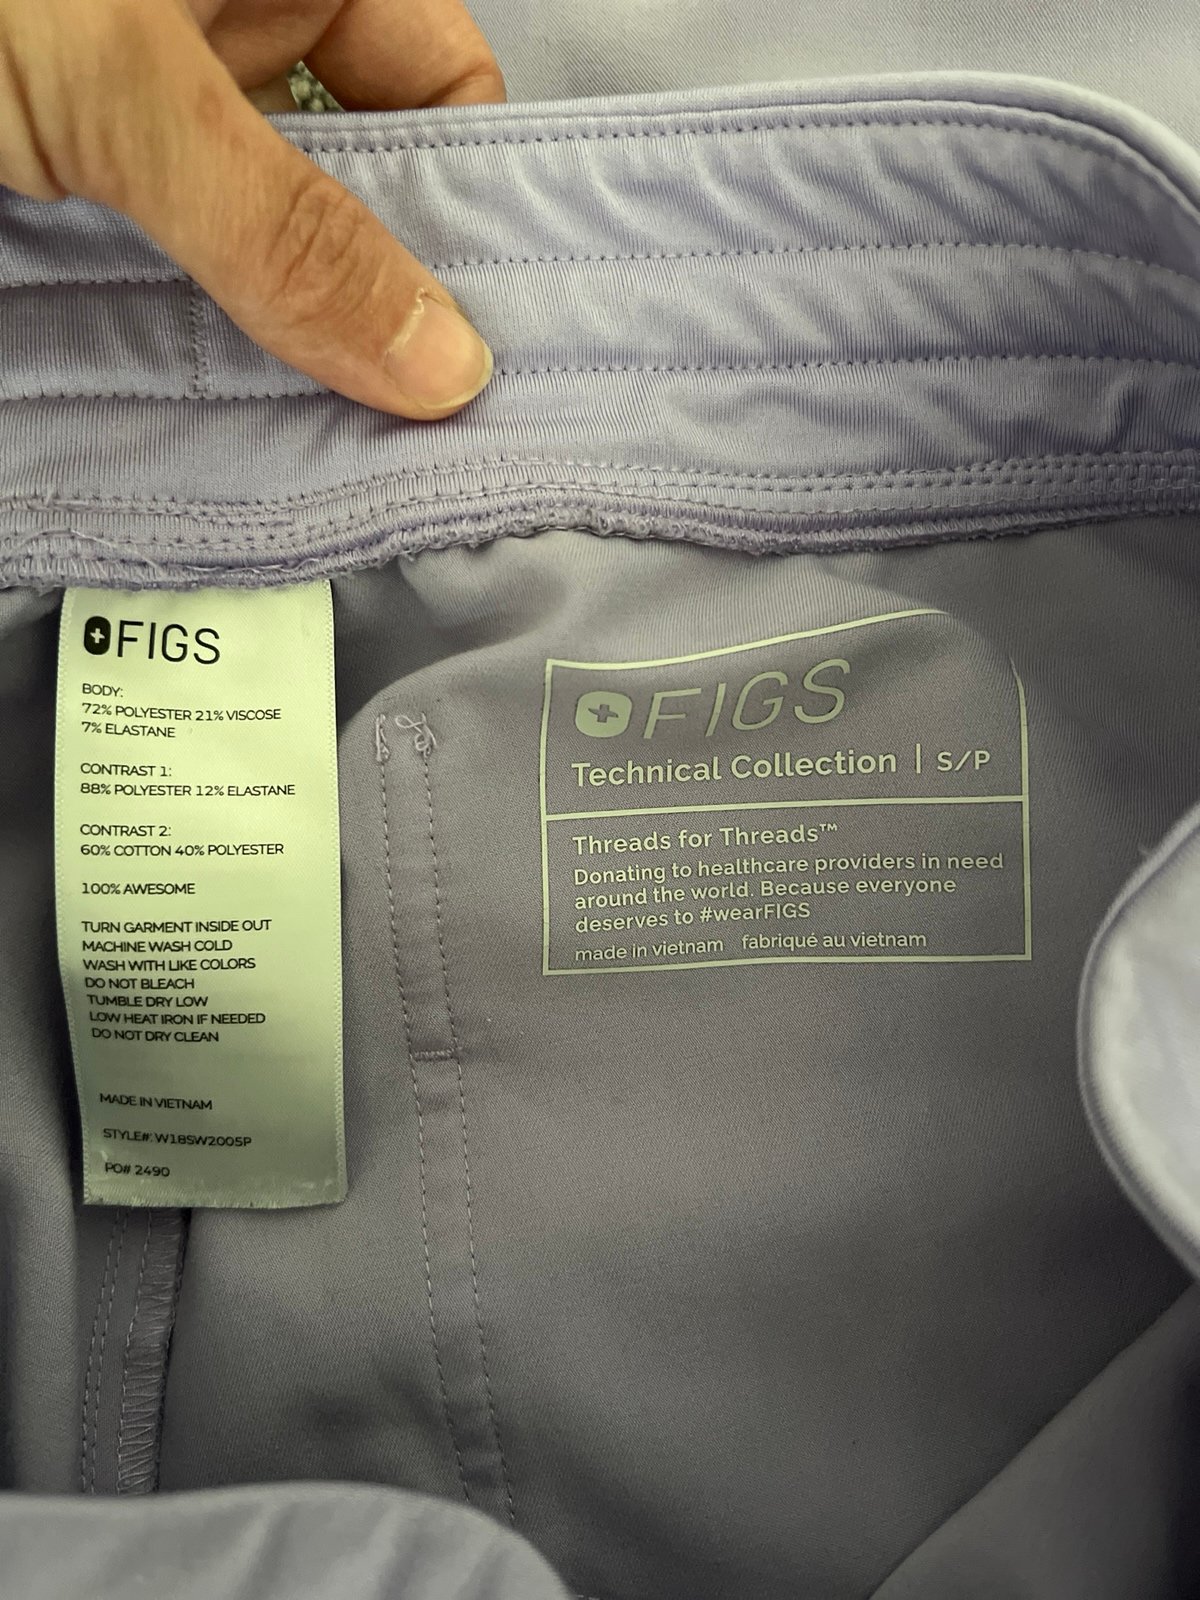 FIGS
BODY:
72% POLYESTER 21% VISCOSE
7% ELASTANE
CONTRAST 1:
88% POLYESTER 12% ELASTANE
CONTRAST 2:
60% COTTON 40% POLYESTER
100% AWESOME
TURN GARMENT INSIDE OUT
MACHINE WASH COLD
WASH WITH LIKE COLORS
DO NOT BLEACH
TUMBLE DRY LOW
LOW HEAT IRON IF NEEDED
DO NOT DRY CLEAN
MADE IN VIETNAM
STYLE#: W18SW2005P
PO# 2490
FIGS
Technical Collection | S/P
Threads for Threads™
Donating to healthcare providers in need
around the world. Because everyone
deserves to #wearFIGS
made in vietnam fabriqué au vietnam